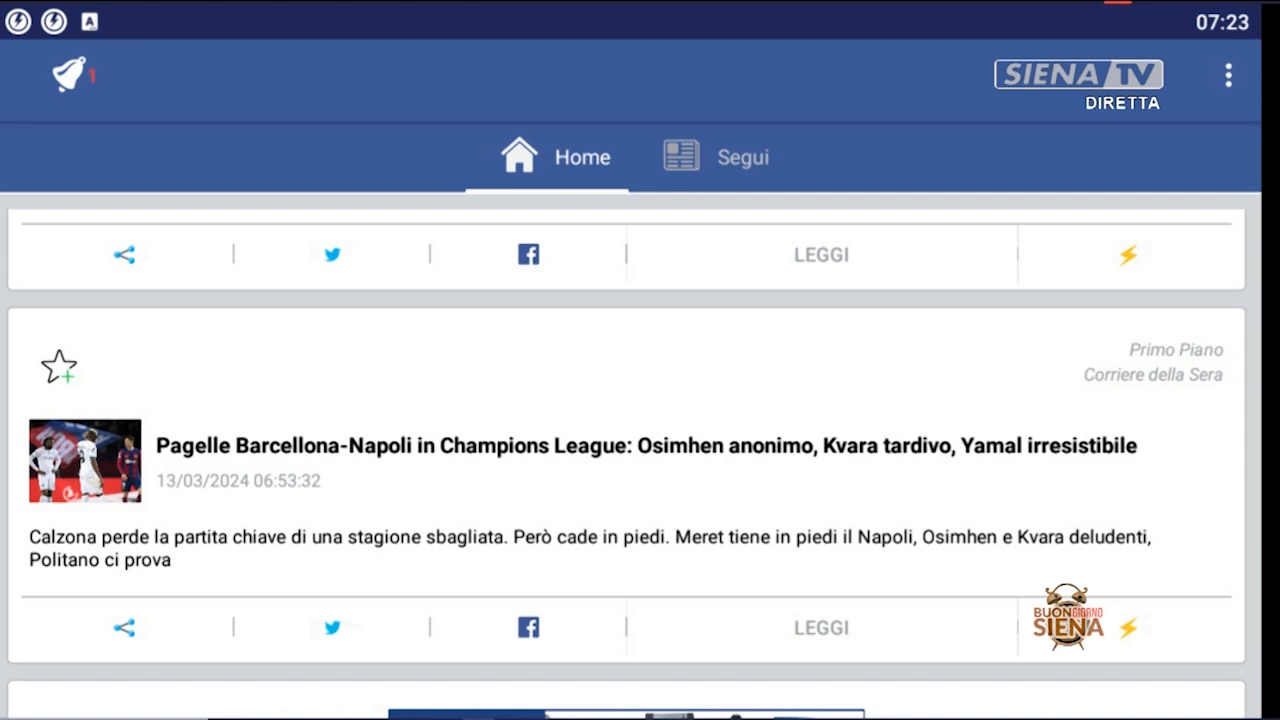 A
07:23
1
SIENA TV
DIRETTA
Home
Segui
LEGGI
Primo Piano
Corriere della Sera
Pagelle Barcellona-Napoli in Champions League: Osimhen anonimo, Kvara tardivo, Yamal irresistibile
13/03/2024 06:53:32
Calzona perde la partita chiave di una stagione sbagliata. Però cade in piedi. Meret tiene in piedi il Napoli, Osimhen e Kvara deludenti,
Politano ci prova
LEGGI
BUONGIORNO
SIENA